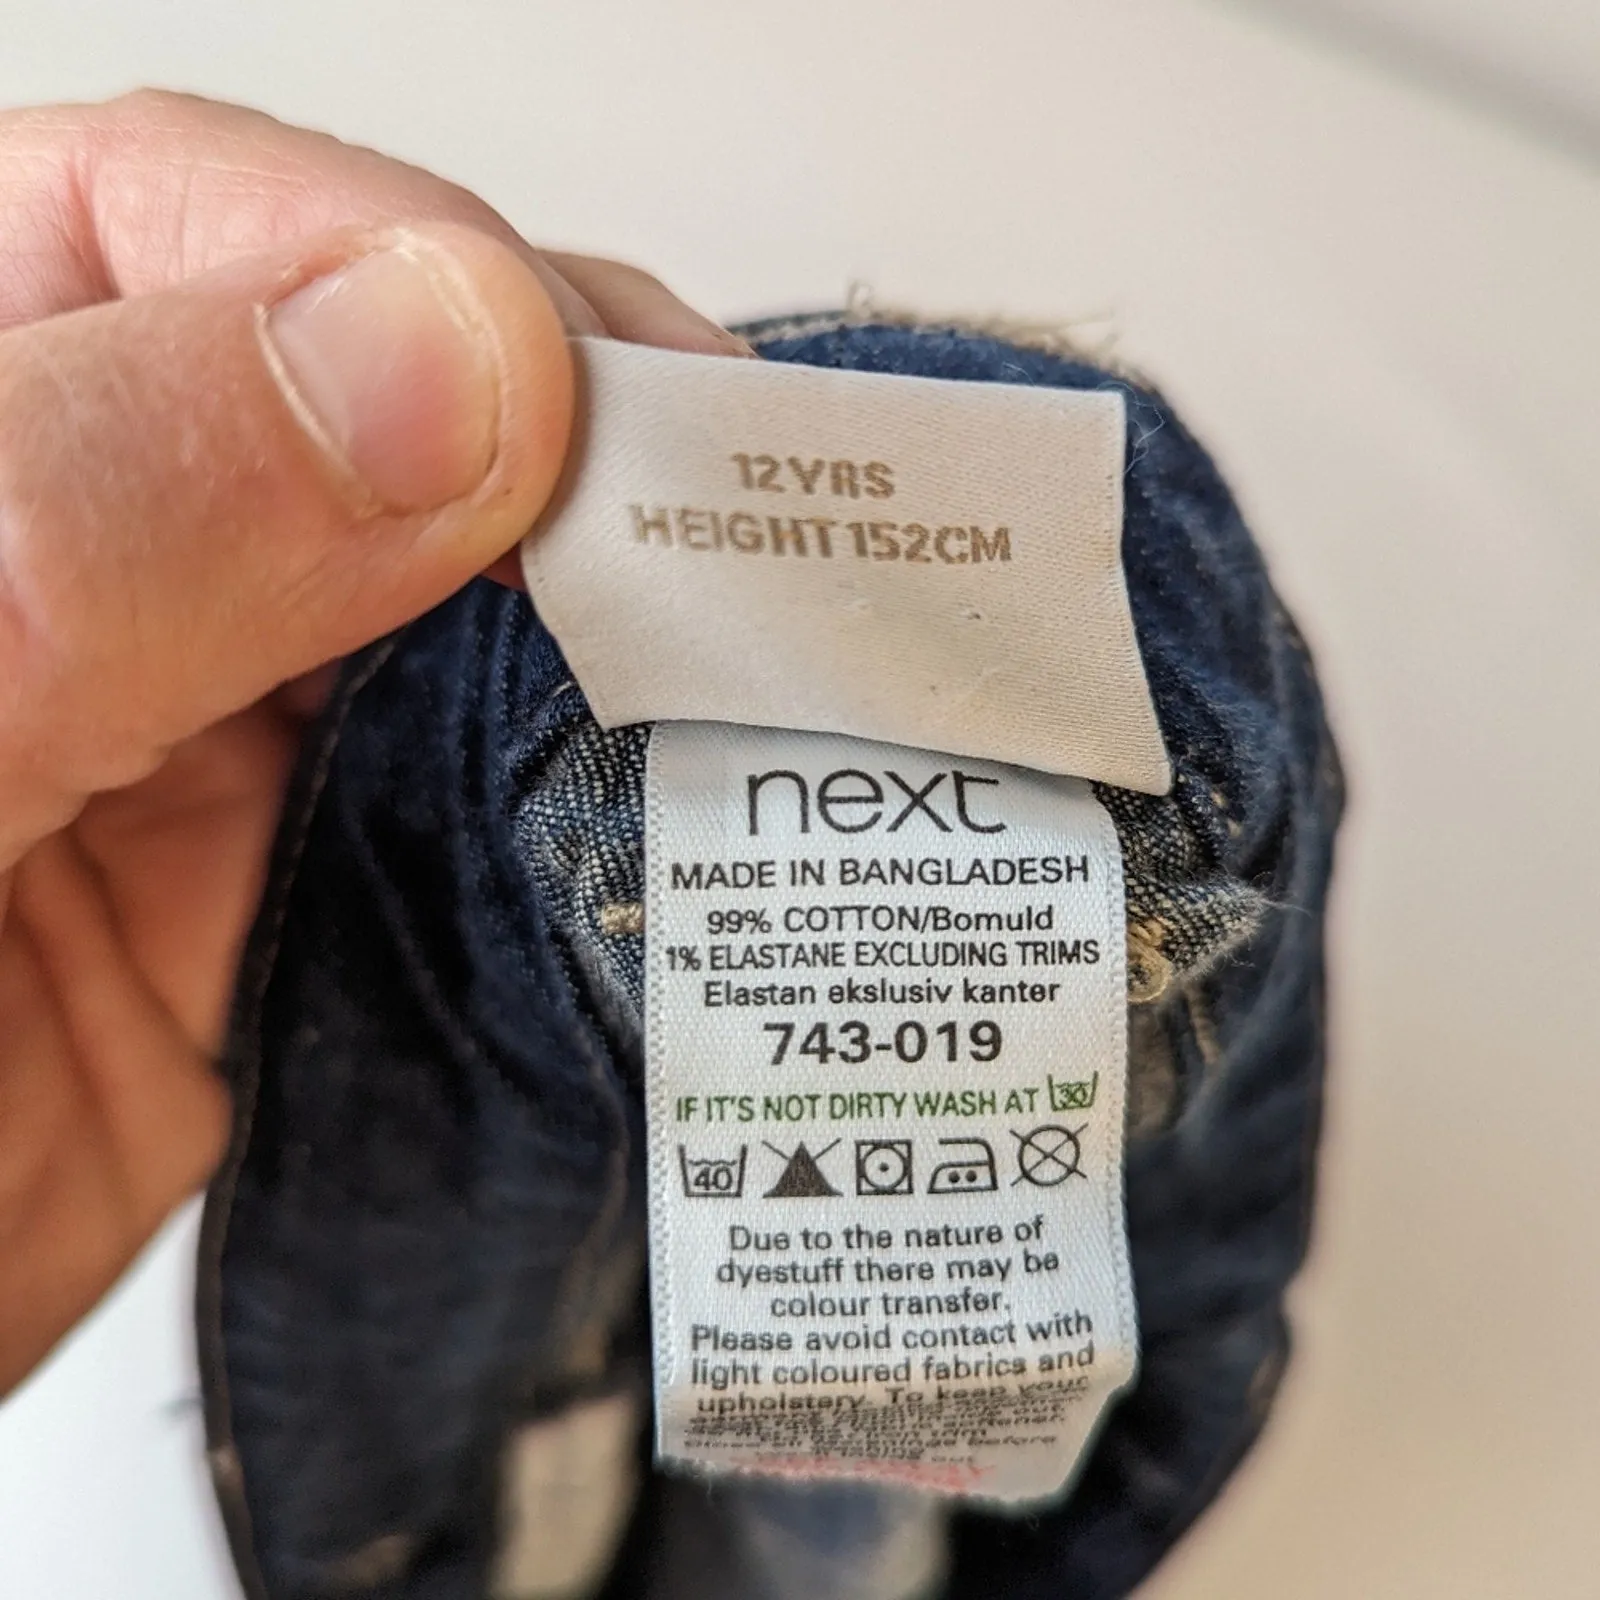 12YRS
HEIGHT 152CM
next
MADE IN BANGLADESH
99% COTTON/Bomuld
1% ELASTANE EXCLUDING TRIMS
Elastan ekslusiv kanter
743-019
IF IT'S NOT DIRTY WASH AT 30
40
Due to the nature of
dyestuff there may be
colour transfer.
Please avoid contact with
light coloured fabrics and
upholstery. To keep your